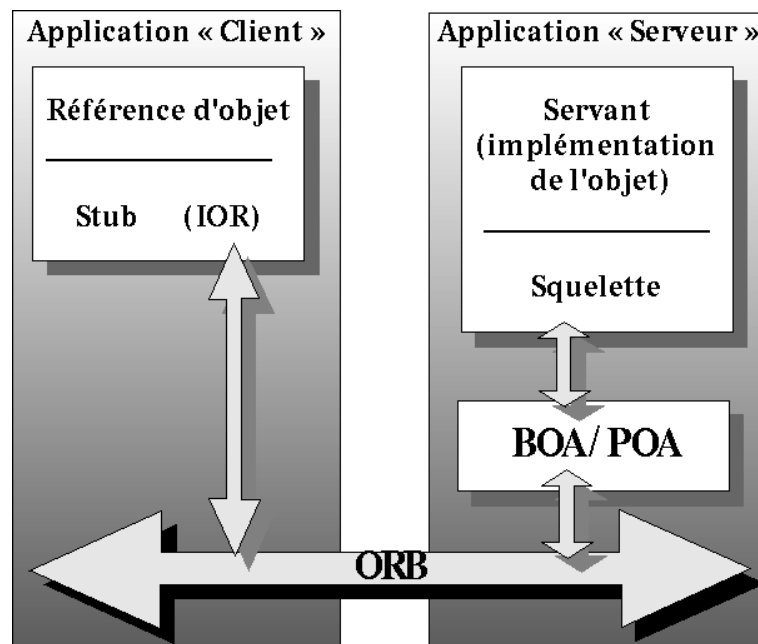 Application « Client »
Référence d'objet
Stub (IOR)
Application « Serveur »
Servant
(implémentation
de l'objet)
Squelette
BOA/ POA
ORB